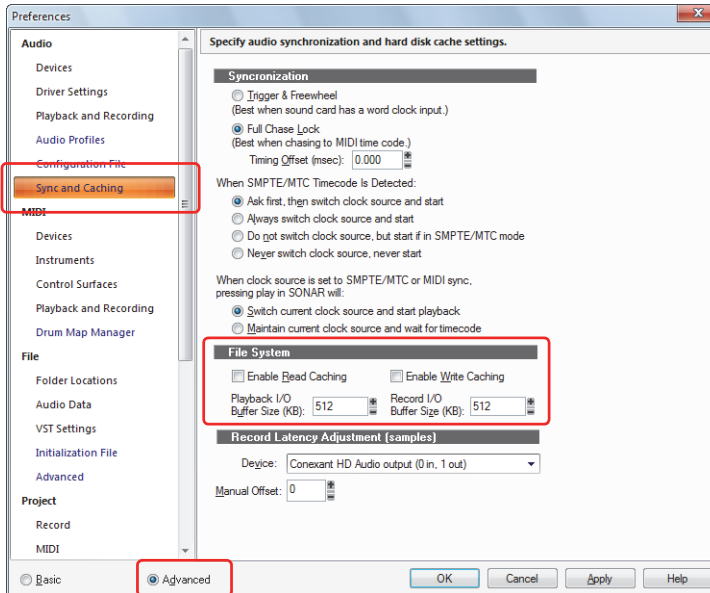 Preferences
Audio
Devices
Driver Settings
Playback and Recording
Audio Profiles
Configuration File
Sync and Caching
MIDI
Devices
Instruments
Control Surfaces
Playback and Recording
Drum Map Manager
File
Folder Locations
Audio Data
VST Settings
Initialization File
Advanced
Project
Record
MIDI
Basic
Advanced
Specify audio synchronization and hard disk cache settings.
Syncronization
Trigger & Freewheel
(Best when sound card has a word clock input.)
Full Chase Lock
(Best when chasing to MIDI time code.)
Timing Offset (msec): 0.000
When SMPTE/MTC Timecode Is Detected:
Ask first, then switch clock source and start
Always switch clock source and start
Do not switch clock source, but start if in SMPTE/MTC mode
Never switch clock source, never start
When clock source is set to SMPTE/MTC or MIDI sync,
pressing play in SONAR will:
Switch current clock source and start playback
Maintain current clock source and wait for timecode
File System
Enable Read Caching Enable Write Caching
Playback I/O
Buffer Size (KB): 512
Record I/O
Buffer Size (KB): 512
Record Latency Adjustment (samples)
Device: Conexant HD Audio output (0 in, 1 out)
Manual Offset: 0
OK Cancel Apply Help